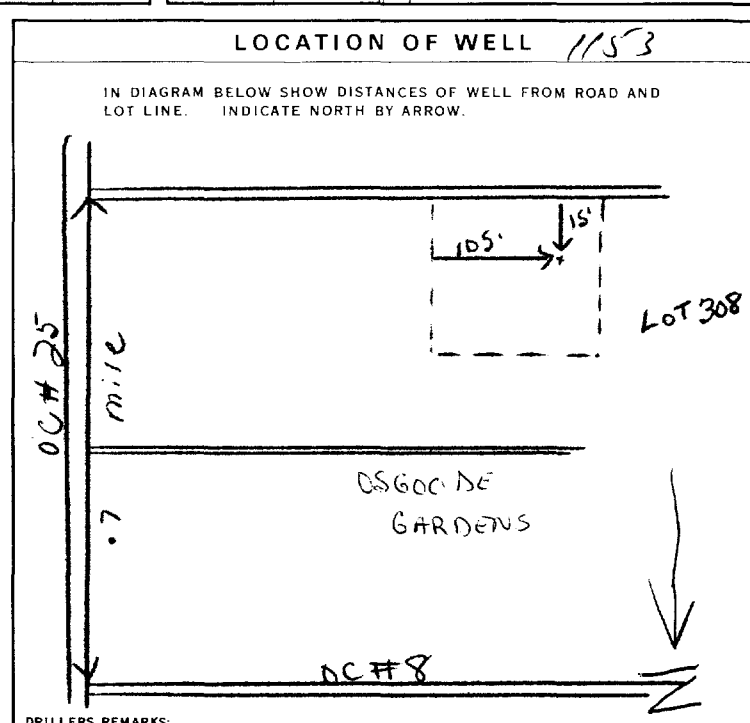 LOCATION OF WELL 1153
IN DIAGRAM BELOW SHOW DISTANCES OF WELL FROM ROAD AND
LOT LINE. INDICATE NORTH BY ARROW.
15'
105'
LOT 308
OC # 25
.7 mile
OSGOODE
GARDENS
OC #8
N
DRILLERS REMARKS: